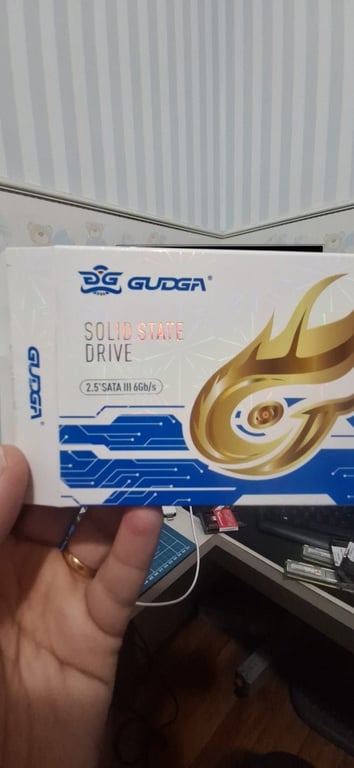 GUDGA®
SOLID STATE
DRIVE
2.5"SATA III 6Gb/s
GUDGA®